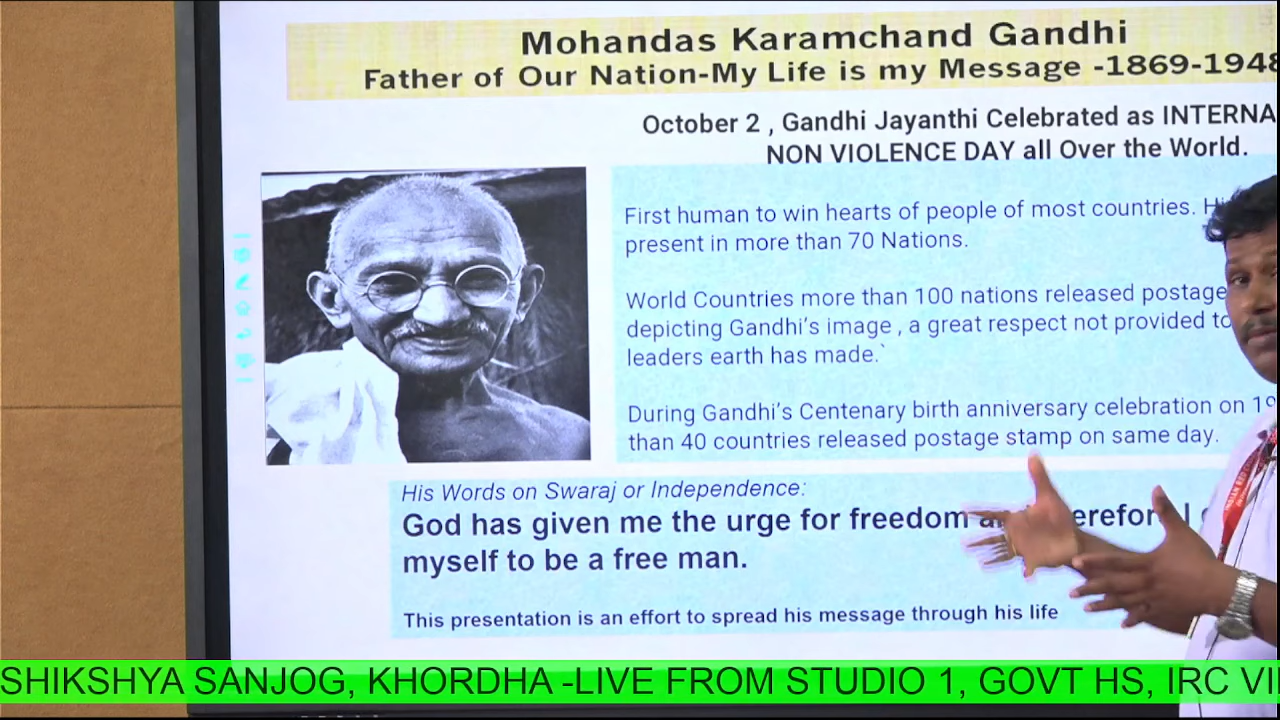 Mohandas Karamchand Gandhi
Father of Our Nation-My Life is my Message -1869-1948
October 2 , Gandhi Jayanthi Celebrated as INTERNA
NON VIOLENCE DAY all Over the World.
First human to win hearts of people of most countries.
present in more than 70 Nations.
World Countries more than 100 nations released postage
depicting Gandhi's image , a great respect not provided to
leaders earth has made.`
During Gandhi's Centenary birth anniversary celebration on 19
than 40 countries released postage stamp on same day.
His Words on Swaraj or Independence:
God has given me the urge for freedom
myself to be a free man.
This presentation is an effort to spread his message through his life
SHIKSHYA SANJOG, KHORDHA -LIVE FROM STUDIO 1, GOVT HS, IRC VI